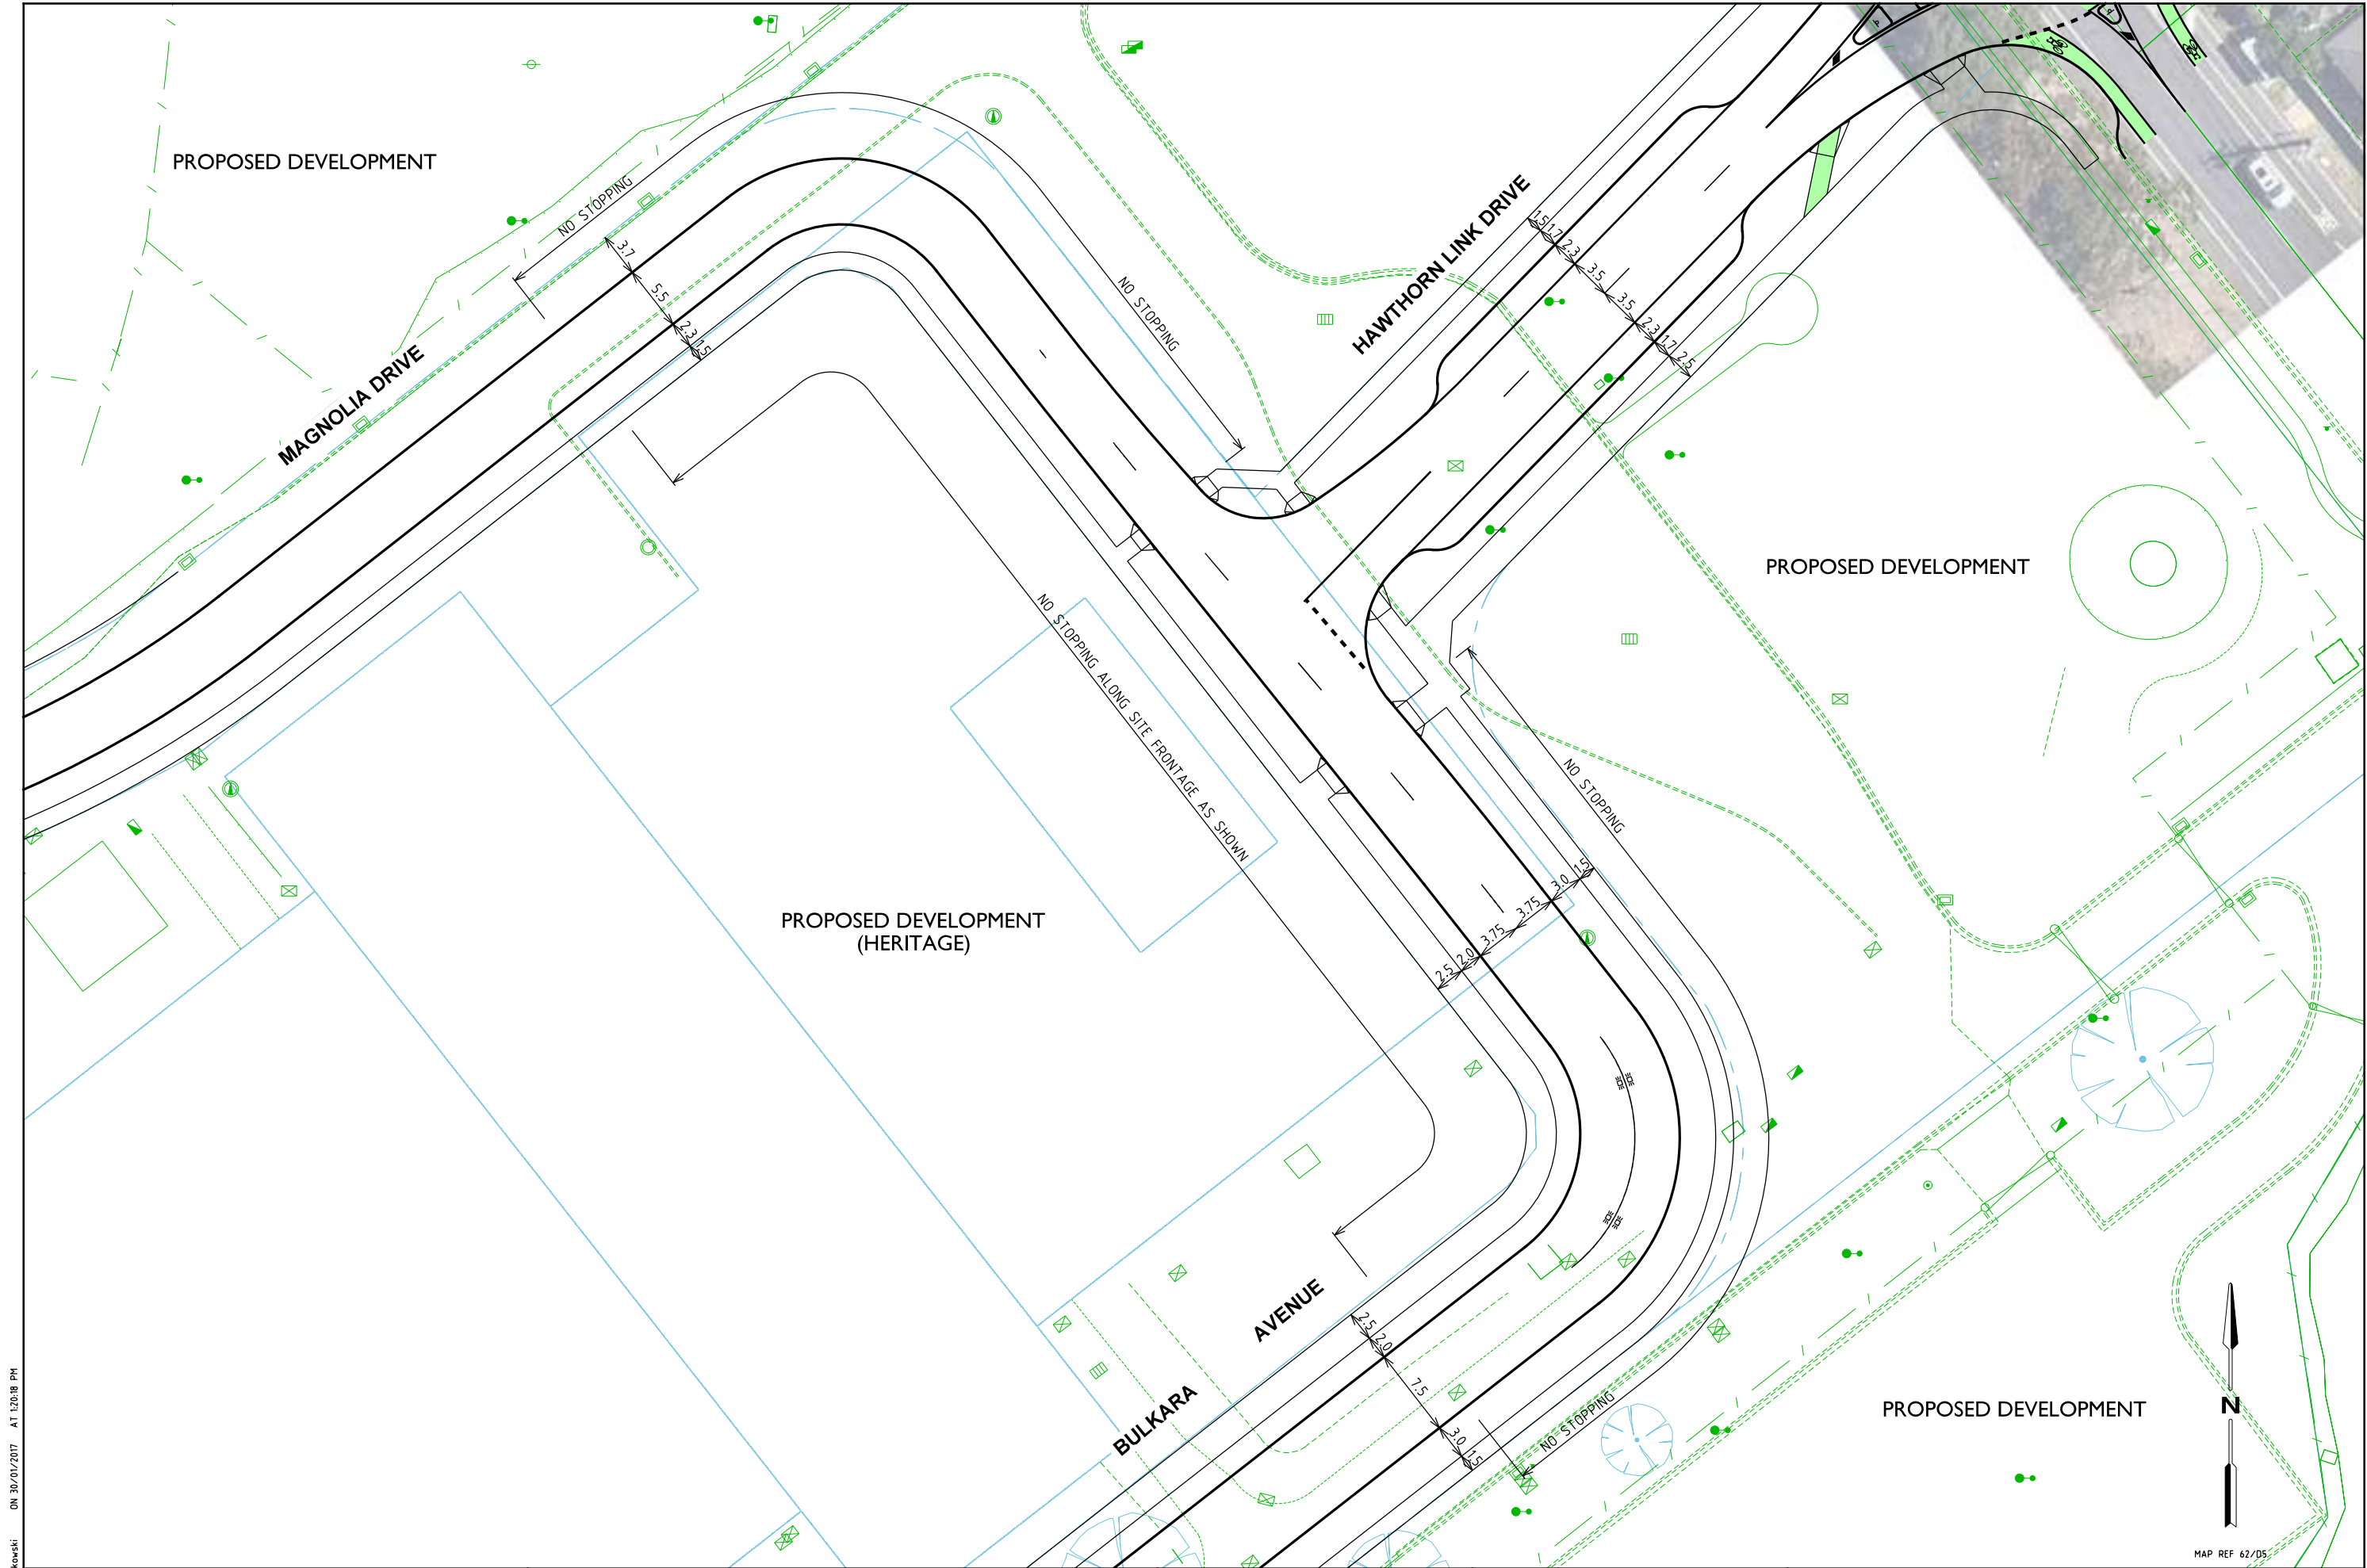 PROPOSED DEVELOPMENT
NO STOPPING
3.7
5.5
2.3
1.5
MAGNOLIA DRIVE
NO STOPPING
HAWTHORN LINK DRIVE
1.5
1.7
2.3
3.5
3.5
2.3
1.7
2.5
PROPOSED DEVELOPMENT
NO STOPPING ALONG SITE FRONTAGE AS SHOWN
NO STOPPING
PROPOSED DEVELOPMENT
(HERITAGE)
2.5
2.0
3.75
3.75
3.0
1.5
BULKARA AVENUE
2.5
2.0
7.5
3.0
1.5
NO STOPPING
PROPOSED DEVELOPMENT
N
MAP REF 62/D5
kowski ON 30/01/2017 AT 1:20:18 PM